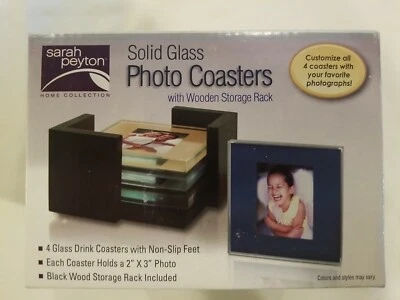 sarah
peyton®
HOME COLLECTION
Solid Glass
Photo Coasters
with Wooden Storage Rack
Customize all
4 coasters with
your favorite
photographs!
▪ 4 Glass Drink Coasters with Non-Slip Feet
▪ Each Coaster Holds a 2" X 3" Photo
▪ Black Wood Storage Rack Included
Colors and styles may vary.